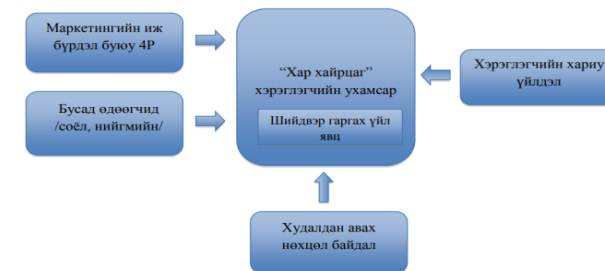 Маркетингийн иж
бүрдэл буюу 4P
Бусад өдөөгчид
/соёл, нийгмийн/
“Хар хайрцаг”
хэрэглэгчийн ухамсар
Шийдвэр гаргах үйл
явц
Хэрэглэгчийн хариу
үйлдэл
Худалдан авах
нөхцөл байдал